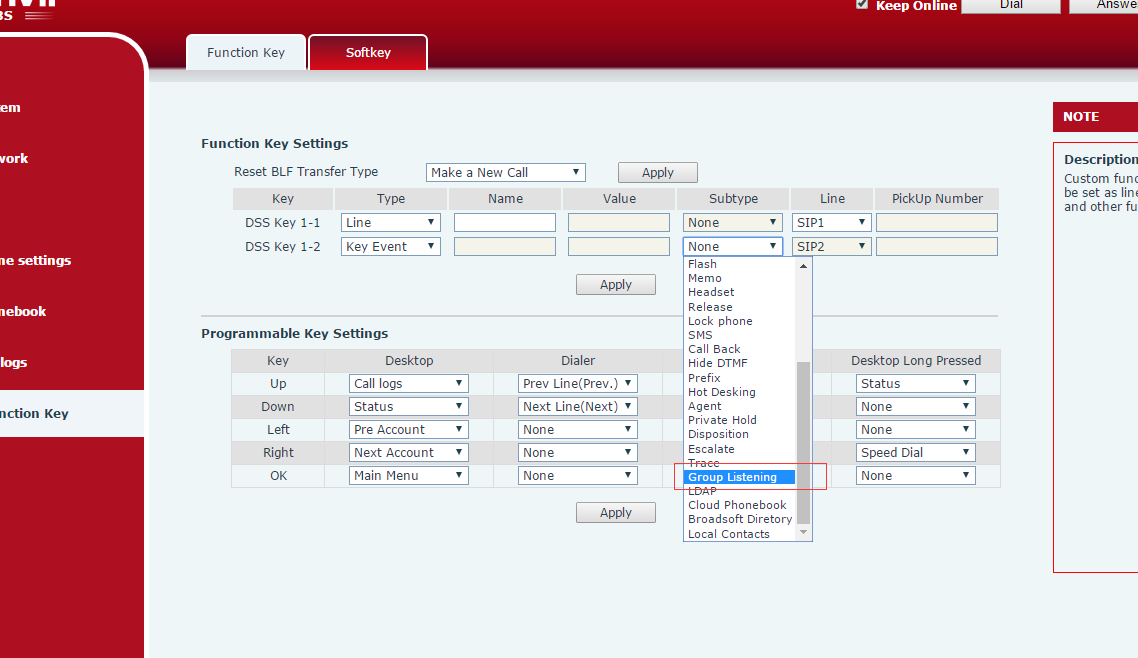 BS
Keep Online Dial Answe
Function Key Softkey
tem
work
ne settings
nebook
logs
nction Key
NOTE
Description
Custom func
be set as line
and other fu
Function Key Settings
Reset BLF Transfer Type Make a New Call Apply
Key Type Name Value Subtype Line PickUp Number
DSS Key 1-1 Line None SIP1
DSS Key 1-2 Key Event None SIP2
Apply
Flash
Memo
Headset
Release
Lock phone
SMS
Call Back
Hide DTMF
Prefix
Hot Desking
Agent
Private Hold
Disposition
Escalate
Trace
Group Listening
LDAP
Cloud Phonebook
Broadsoft Diretory
Local Contacts
Programmable Key Settings
Key Desktop Dialer Desktop Long Pressed
Up Call logs Prev Line(Prev.) Status
Down Status Next Line(Next) None
Left Pre Account None None
Right Next Account None Speed Dial
OK Main Menu None None
Apply